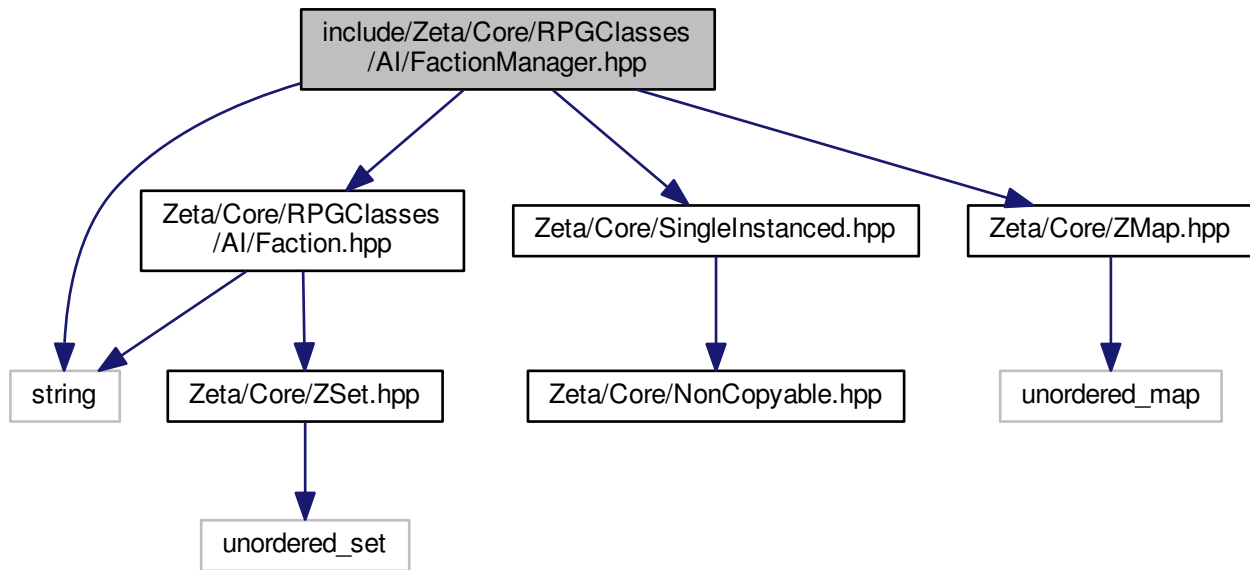 include/Zeta/Core/RPGClasses
/AI/FactionManager.hpp
Zeta/Core/RPGClasses
/AI/Faction.hpp
Zeta/Core/SingleInstanced.hpp
Zeta/Core/ZMap.hpp
string
Zeta/Core/ZSet.hpp
Zeta/Core/NonCopyable.hpp
unordered_map
unordered_set